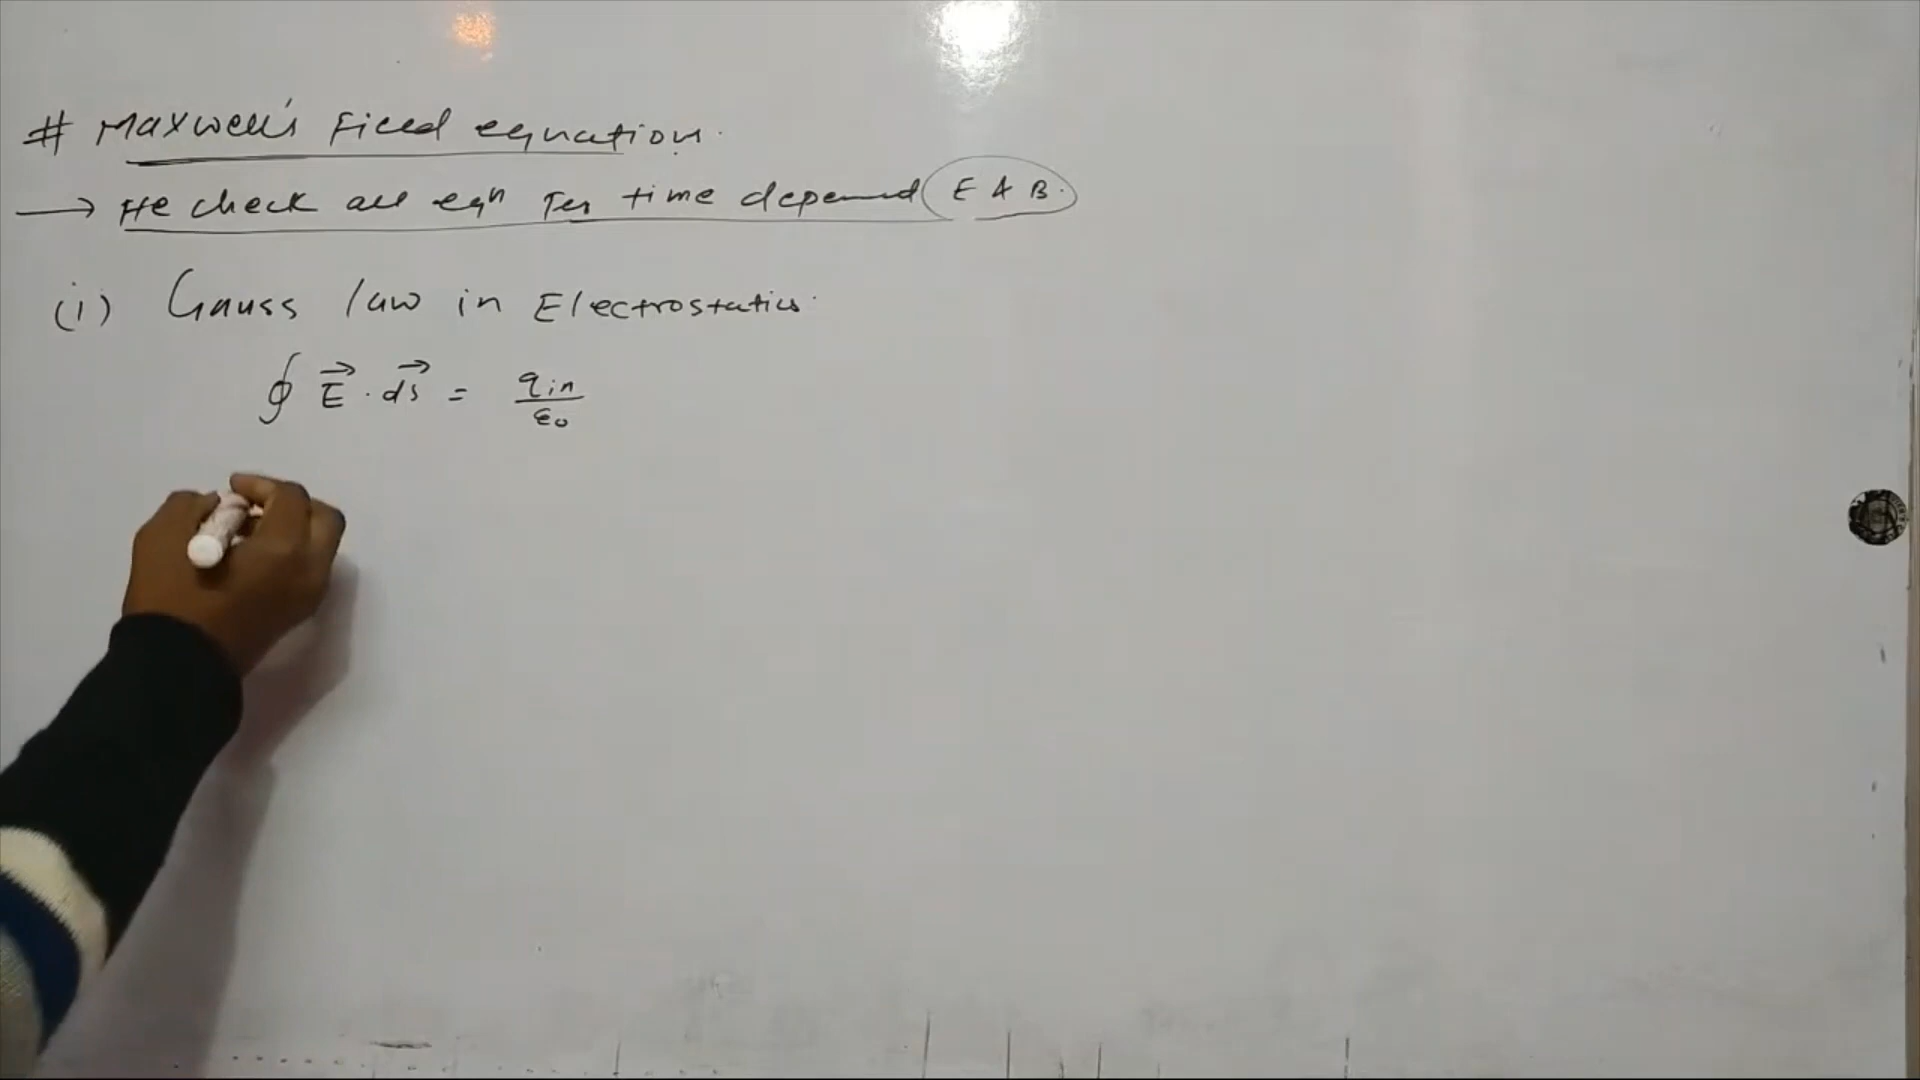 # Maxwell's Field equation.
→ He check all eqⁿ for time depend E & B.
(i) Gauss law in Electrostatics.
∮ E⃗ · ds⃗ = qin/ε₀